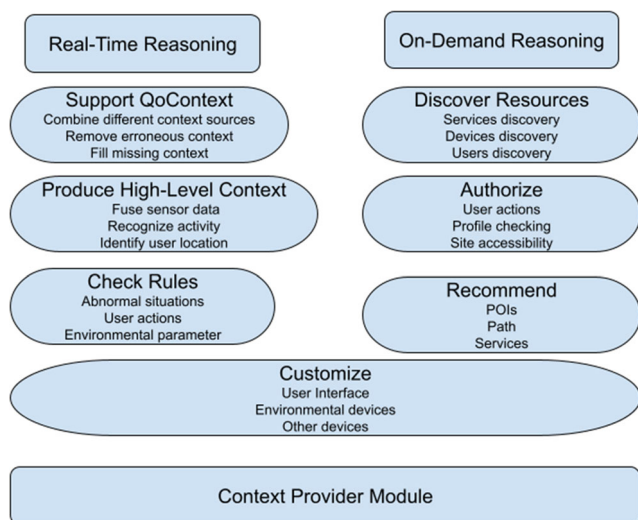 Real-Time Reasoning
On-Demand Reasoning
Support QoContext
Combine different context sources
Remove erroneous context
Fill missing context
Discover Resources
Services discovery
Devices discovery
Users discovery
Produce High-Level Context
Fuse sensor data
Recognize activity
Identify user location
Authorize
User actions
Profile checking
Site accessibility
Check Rules
Abnormal situations
User actions
Environmental parameter
Recommend
POIs
Path
Services
Customize
User Interface
Environmental devices
Other devices
Context Provider Module